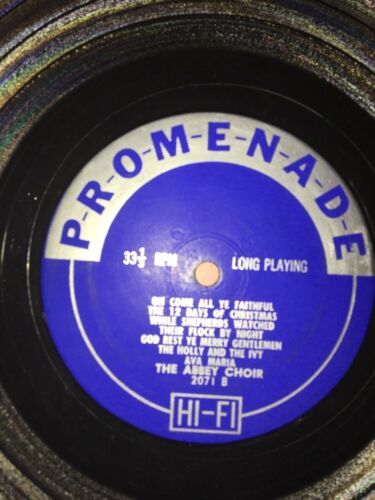 P-R-O-M-E-N-A-D-E
33⅓ RPM
LONG PLAYING
OH COME ALL YE FAITHFUL
THE 12 DAYS OF CHRISTMAS
WHILE SHEPHERDS WATCHED
THEIR FLOCK BY NIGHT
GOD REST YE MERRY GENTLEMEN
THE HOLLY AND THE IVY
AVA MARIA
THE ABBEY CHOIR
2071 B
HI-FI